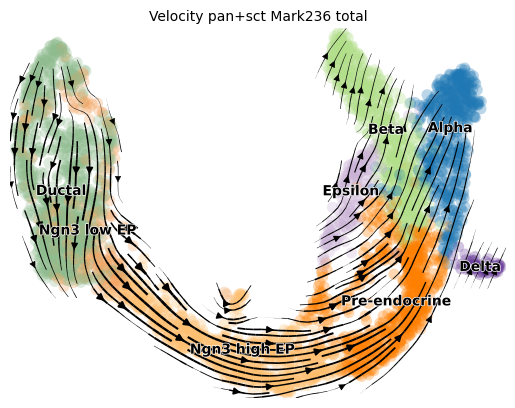 Velocity pan+sct Mark236 total
Beta
Alpha
Ductal
Epsilon
Ngn3 low EP
Delta
Pre-endocrine
Ngn3 high EP